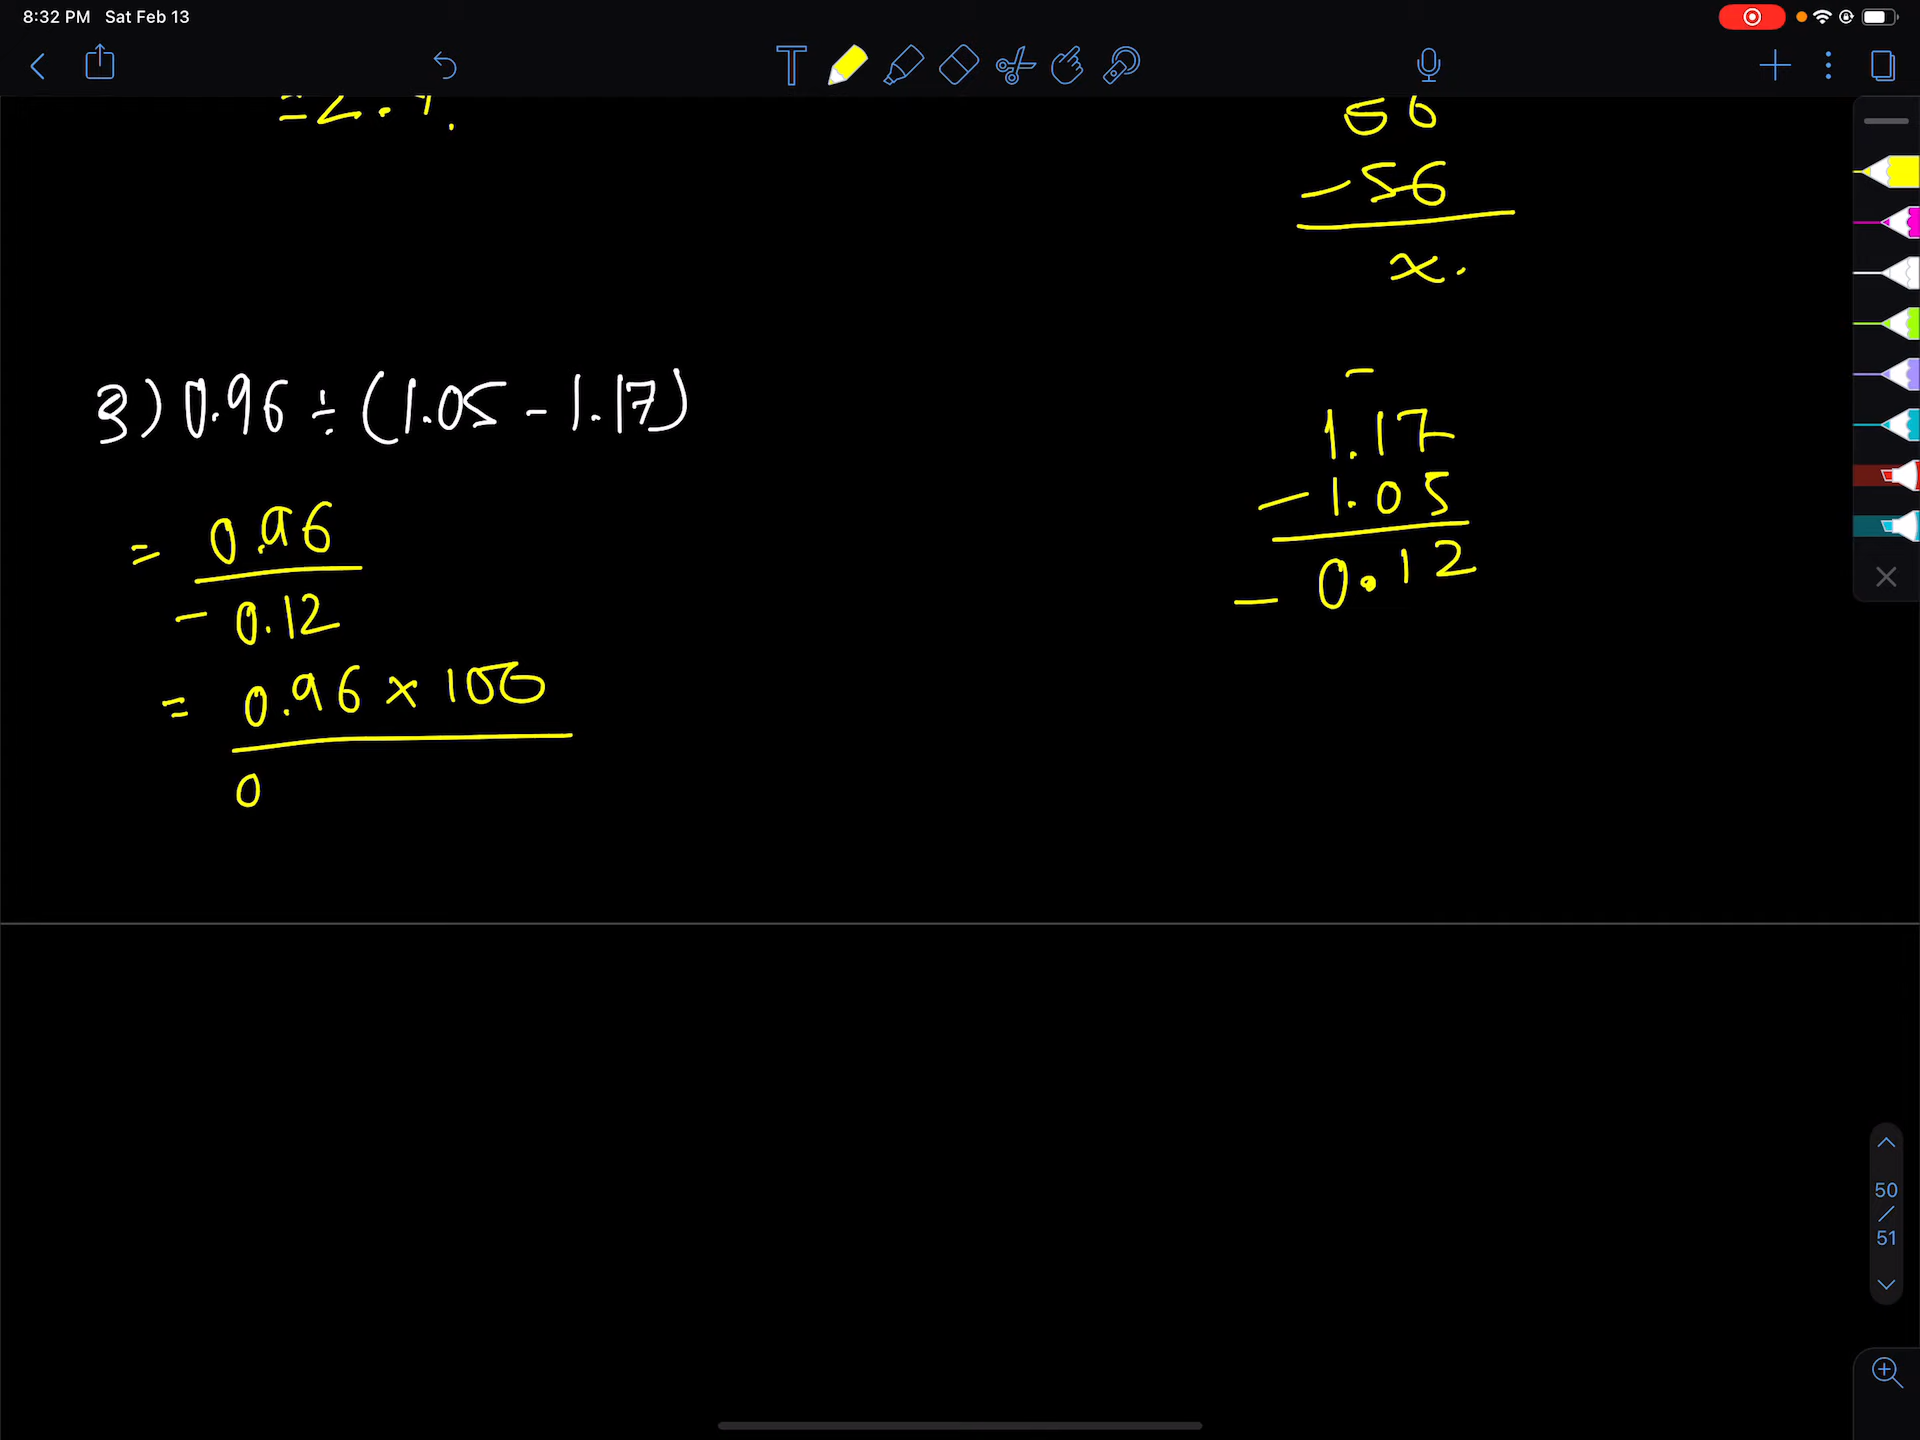 8:32 PM Sat Feb 13
T
56
-56
x.
3) 0.96 ÷ (1.05 - 1.17)
= 0.96
- 0.12
= 0.96 × 100
0
-
1.17
- 1.05
- 0.12
50
/
51